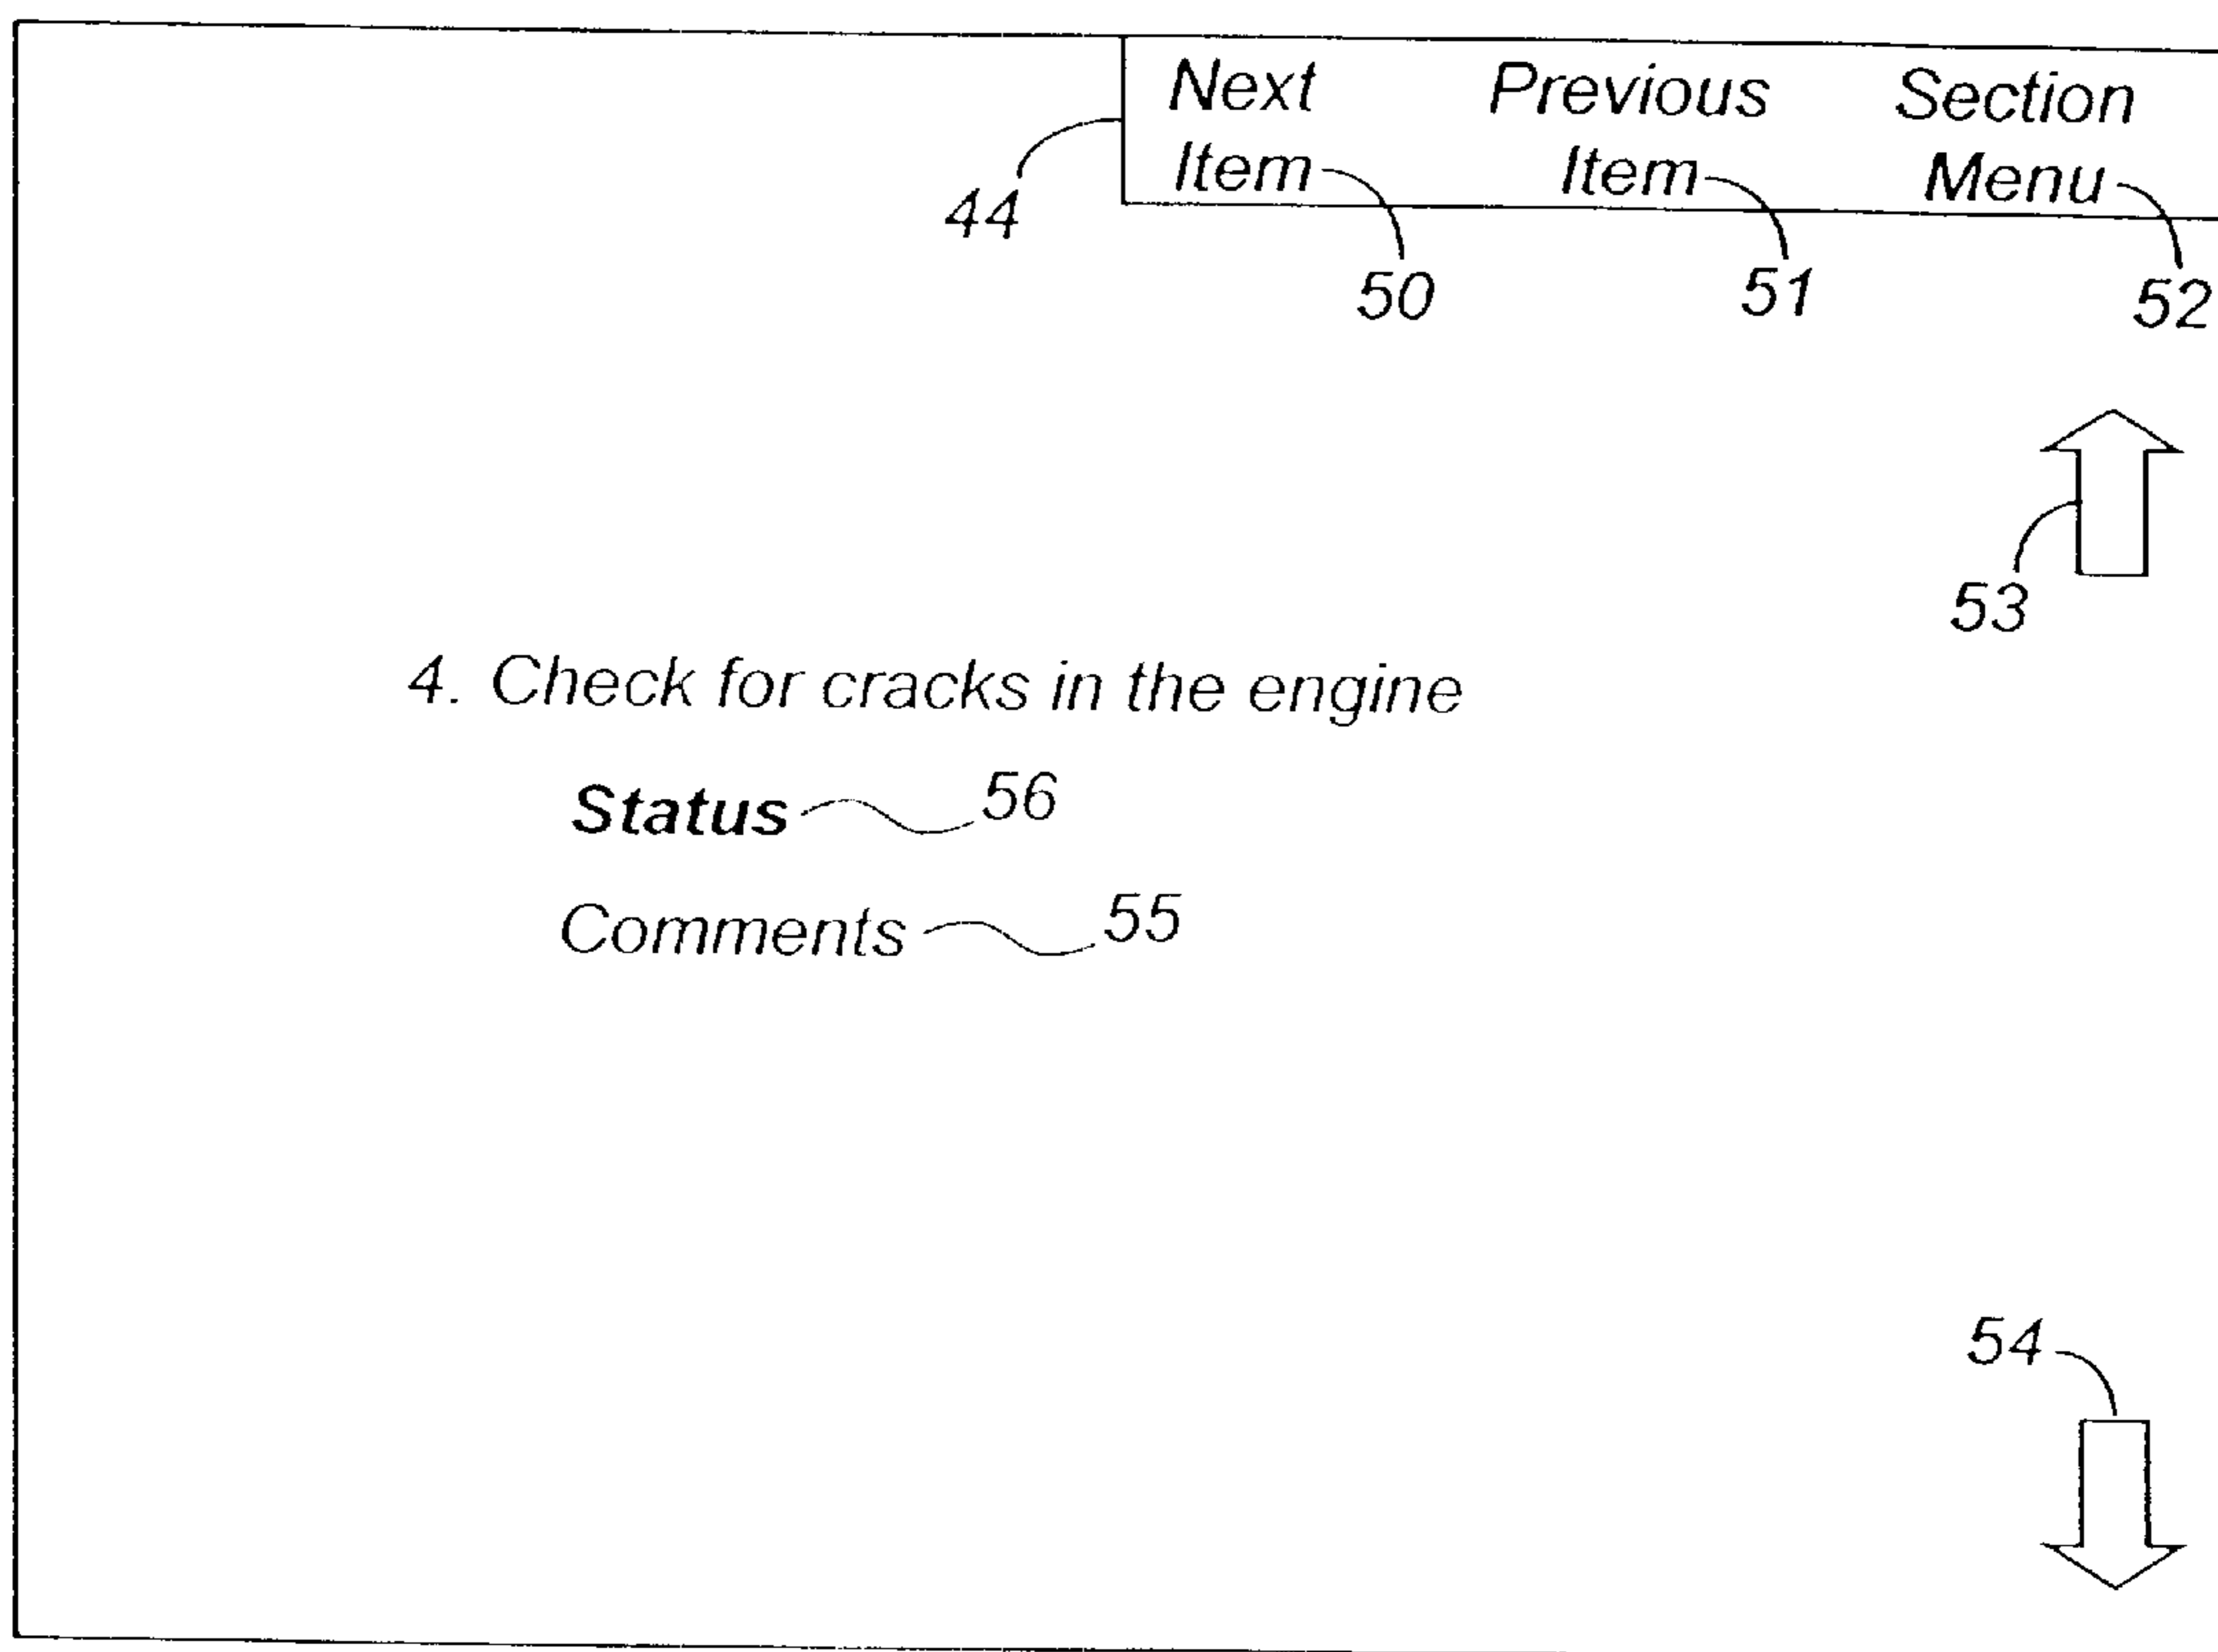 Next Previous Section
Item Item Menu
44
50 51 52
53
4. Check for cracks in the engine
Status 56
Comments 55
54